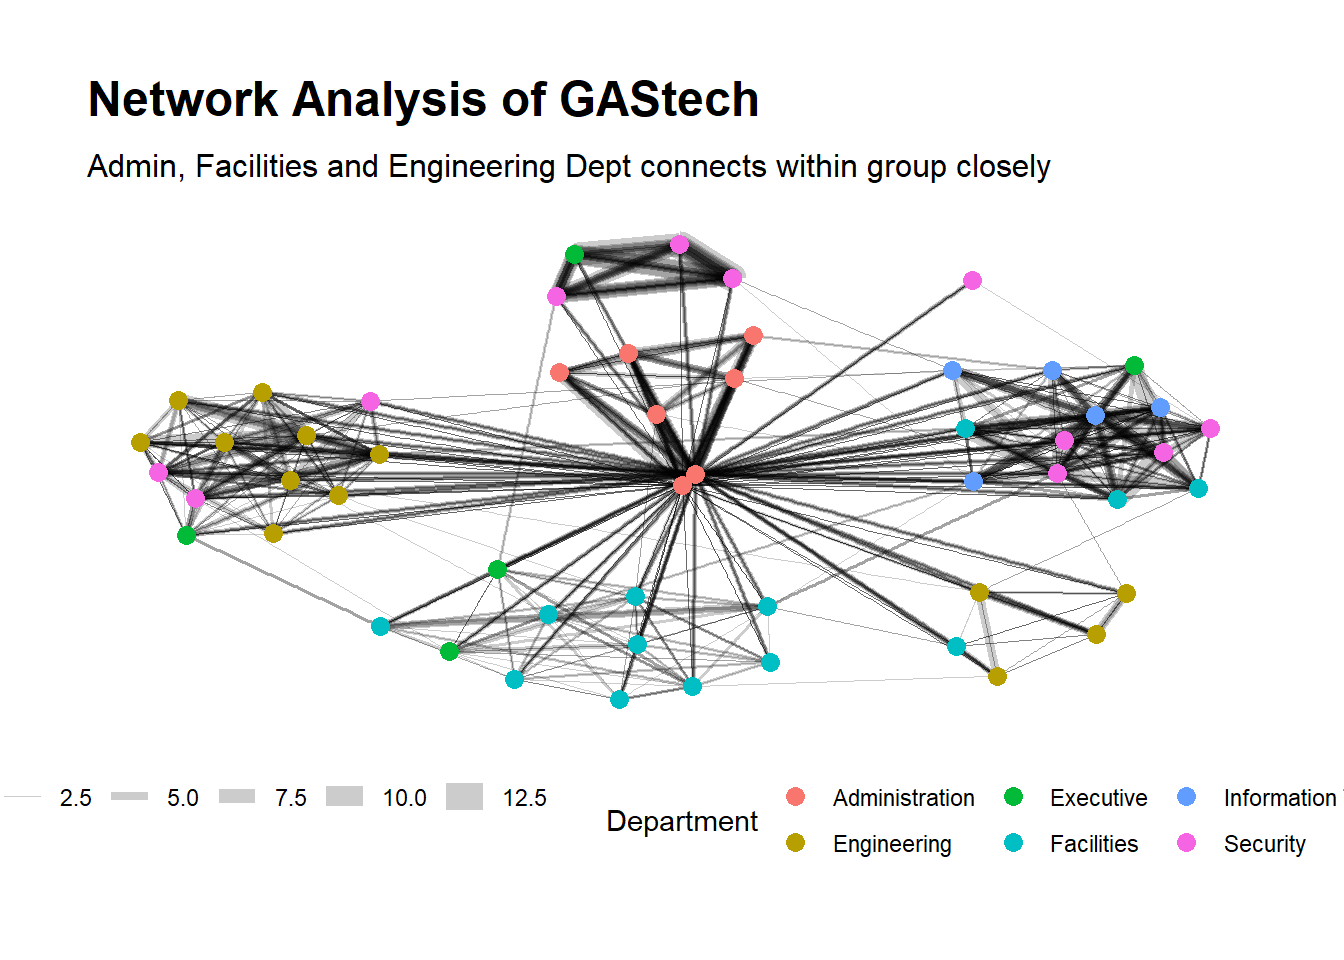 Network Analysis of GAStech
Admin, Facilities and Engineering Dept connects within group closely
2.5 5.0 7.5 10.0 12.5
Department
Administration Executive Information
Engineering Facilities Security